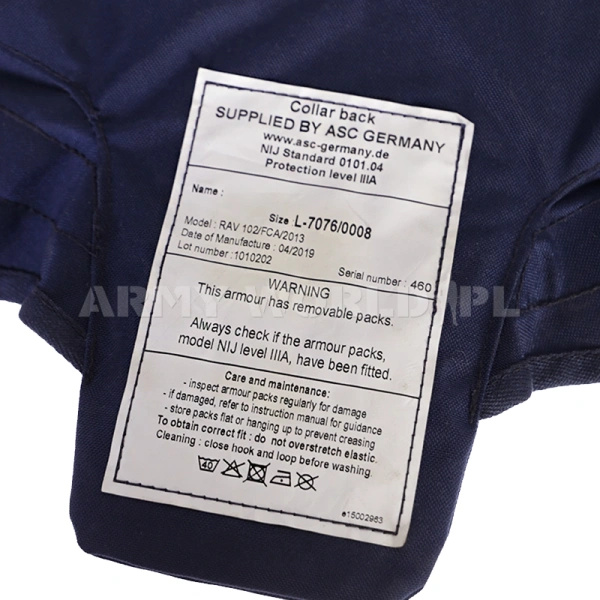 Collar back
SUPPLIED BY ASC GERMANY
www.asc-germany.de
NIJ Standard 0101.04
Protection level IIIA
Name :
Size L-7076/0008
Model : RAV 102/FCA/2013
Date of Manufacture : 04/2019
Lot number : 1010202
Serial number : 460
WARNING
This armour has removable packs.
Always check if the armour packs,
model NIJ level IIIA, have been fitted.
Care and maintenance:
- inspect armour packs regularly for damage
- if damaged, refer to instruction manual for guidance
- store packs flat or hanging up to prevent creasing
To obtain correct fit : do not overstretch elastic.
Cleaning : close hook and loop before washing.
40
e15002963
ARMY WORLD PL